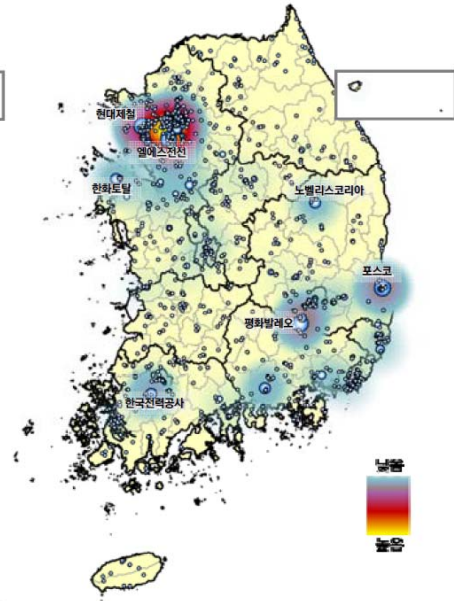 현대제철
엘에스전선
한화토탈
노벨리스코리아
포스코
평화발레오
한국전력공사
낮음
높음